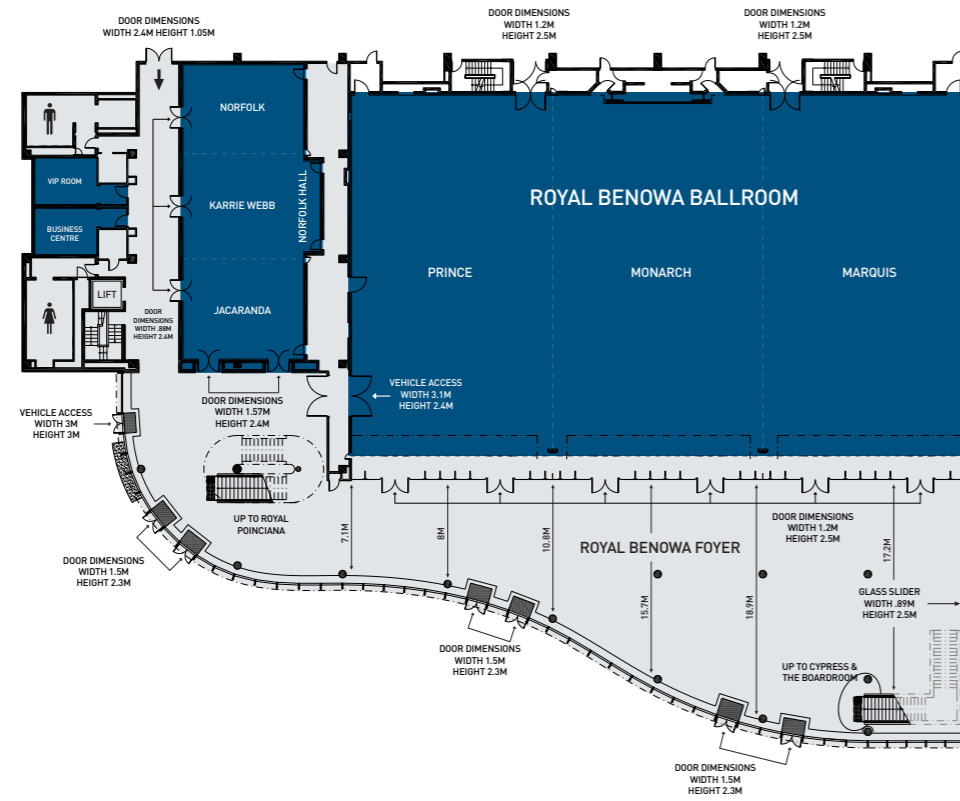 DOOR DIMENSIONS
WIDTH 2.4M HEIGHT 1.05M
DOOR DIMENSIONS
WIDTH 1.2M
HEIGHT 2.5M
DOOR DIMENSIONS
WIDTH 1.2M
HEIGHT 2.5M
NORFOLK
VIP ROOM
KARRIE WEBB
NORFOLK HALL
BUSINESS
CENTRE
ROYAL BENOWA BALLROOM
PRINCE
MONARCH
MARQUIS
LIFT
JACARANDA
DOOR
DIMENSIONS
WIDTH .88M
HEIGHT 2.4M
VEHICLE ACCESS
WIDTH 3.1M
HEIGHT 2.4M
DOOR DIMENSIONS
WIDTH 1.57M
HEIGHT 2.4M
VEHICLE ACCESS
WIDTH 3M
HEIGHT 3M
UP TO ROYAL
POINCIANA
7.1M
8M
10.8M
15.7M
18.9M
17.2M
DOOR DIMENSIONS
WIDTH 1.2M
HEIGHT 2.5M
ROYAL BENOWA FOYER
DOOR DIMENSIONS
WIDTH 1.5M
HEIGHT 2.3M
GLASS SLIDER
WIDTH .89M
HEIGHT 2.5M
DOOR DIMENSIONS
WIDTH 1.5M
HEIGHT 2.3M
UP TO CYPRESS &
THE BOARDROOM
DOOR DIMENSIONS
WIDTH 1.5M
HEIGHT 2.3M